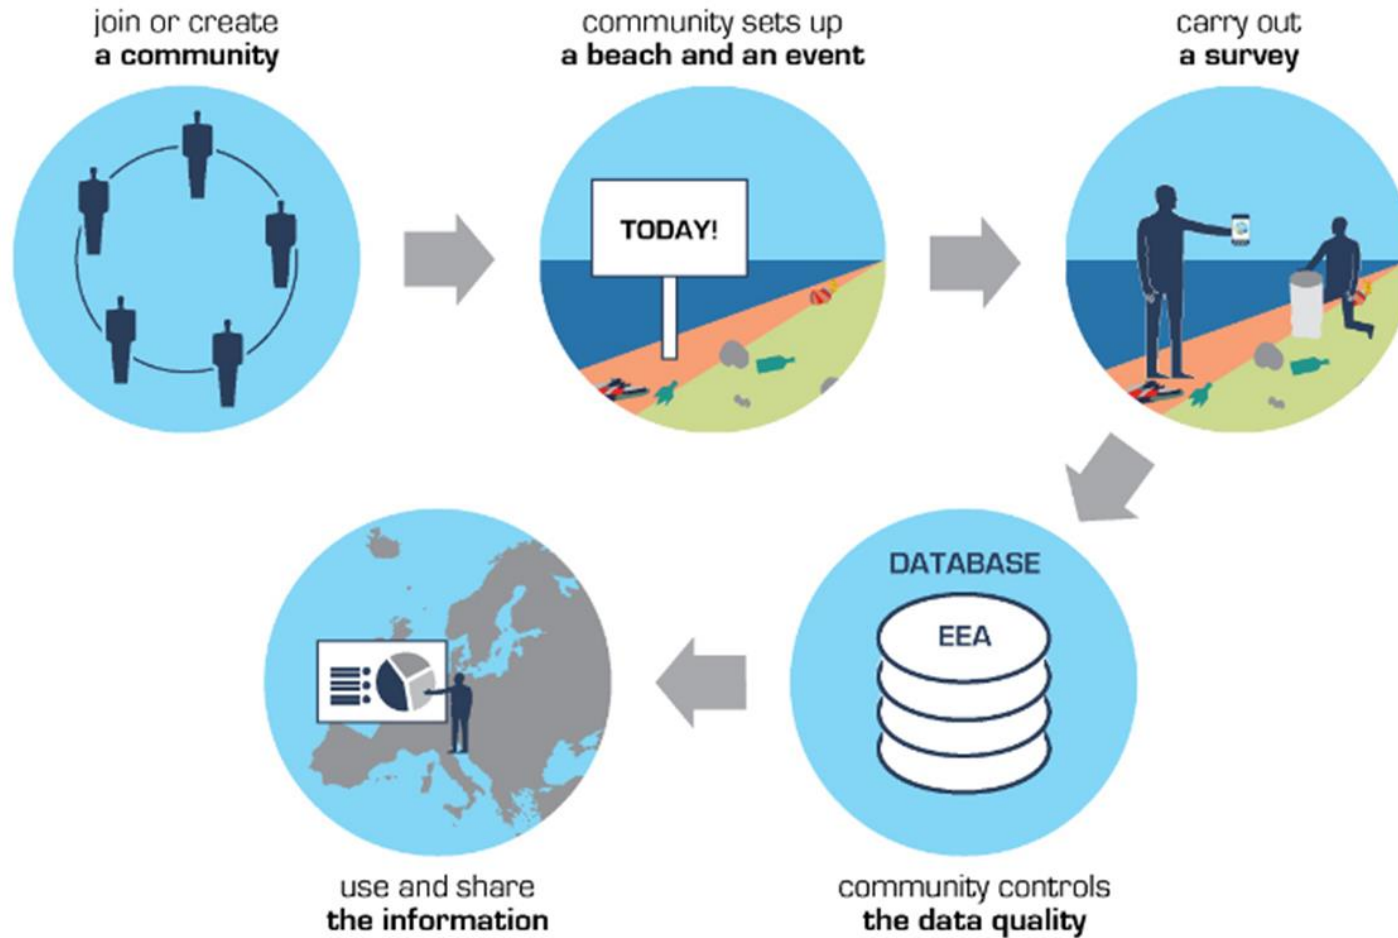 join or create
a community
community sets up
a beach and an event
carry out
a survey
TODAY!
DATABASE
EEA
use and share
the information
community controls
the data quality